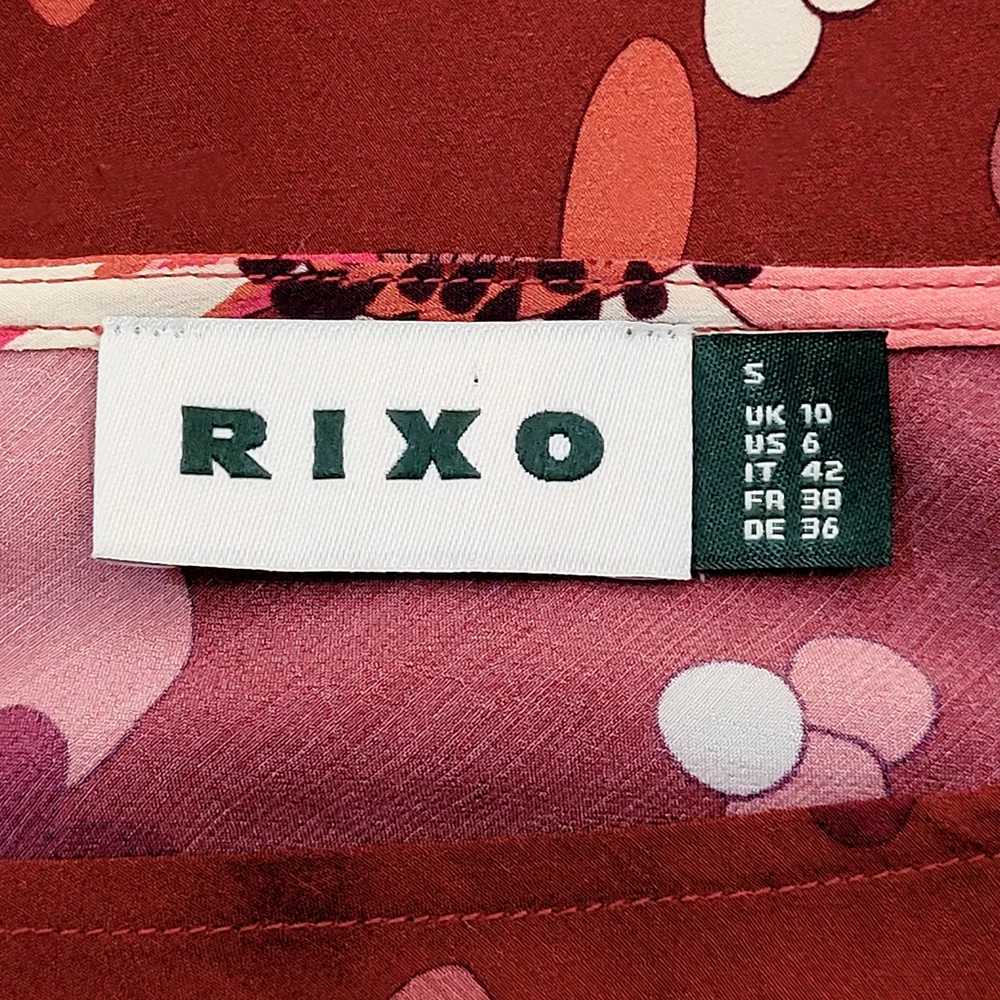 RIXO
S
UK 10
US 6
IT 42
FR 38
DE 36